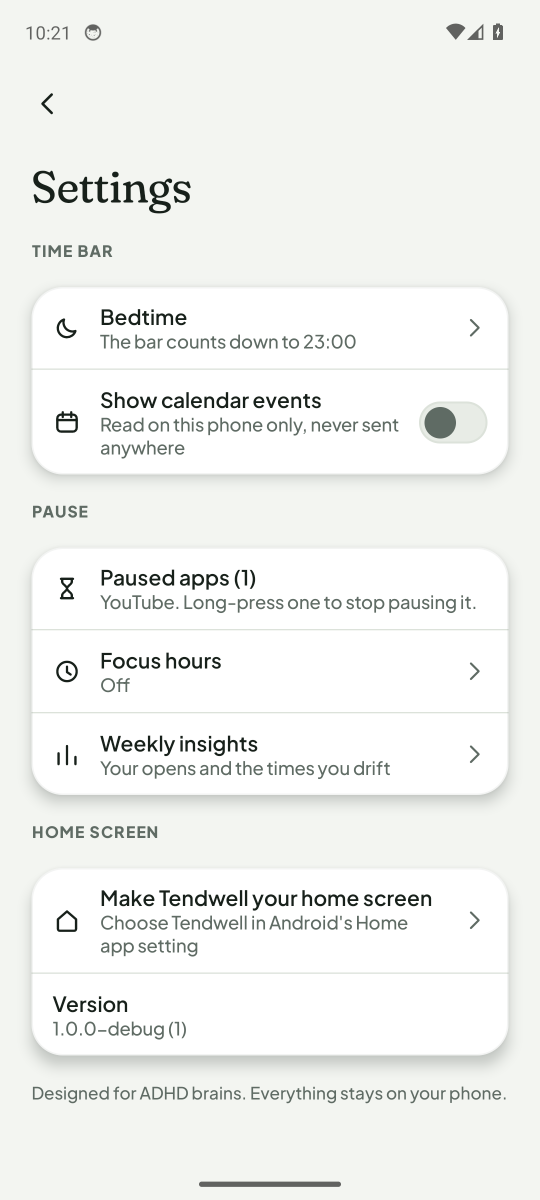 10:21
Settings
TIME BAR
Bedtime
The bar counts down to 23:00
Show calendar events
Read on this phone only, never sent
anywhere
PAUSE
Paused apps (1)
YouTube. Long-press one to stop pausing it.
Focus hours
Off
Weekly insights
Your opens and the times you drift
HOME SCREEN
Make Tendwell your home screen
Choose Tendwell in Android's Home
app setting
Version
1.0.0-debug (1)
Designed for ADHD brains. Everything stays on your phone.